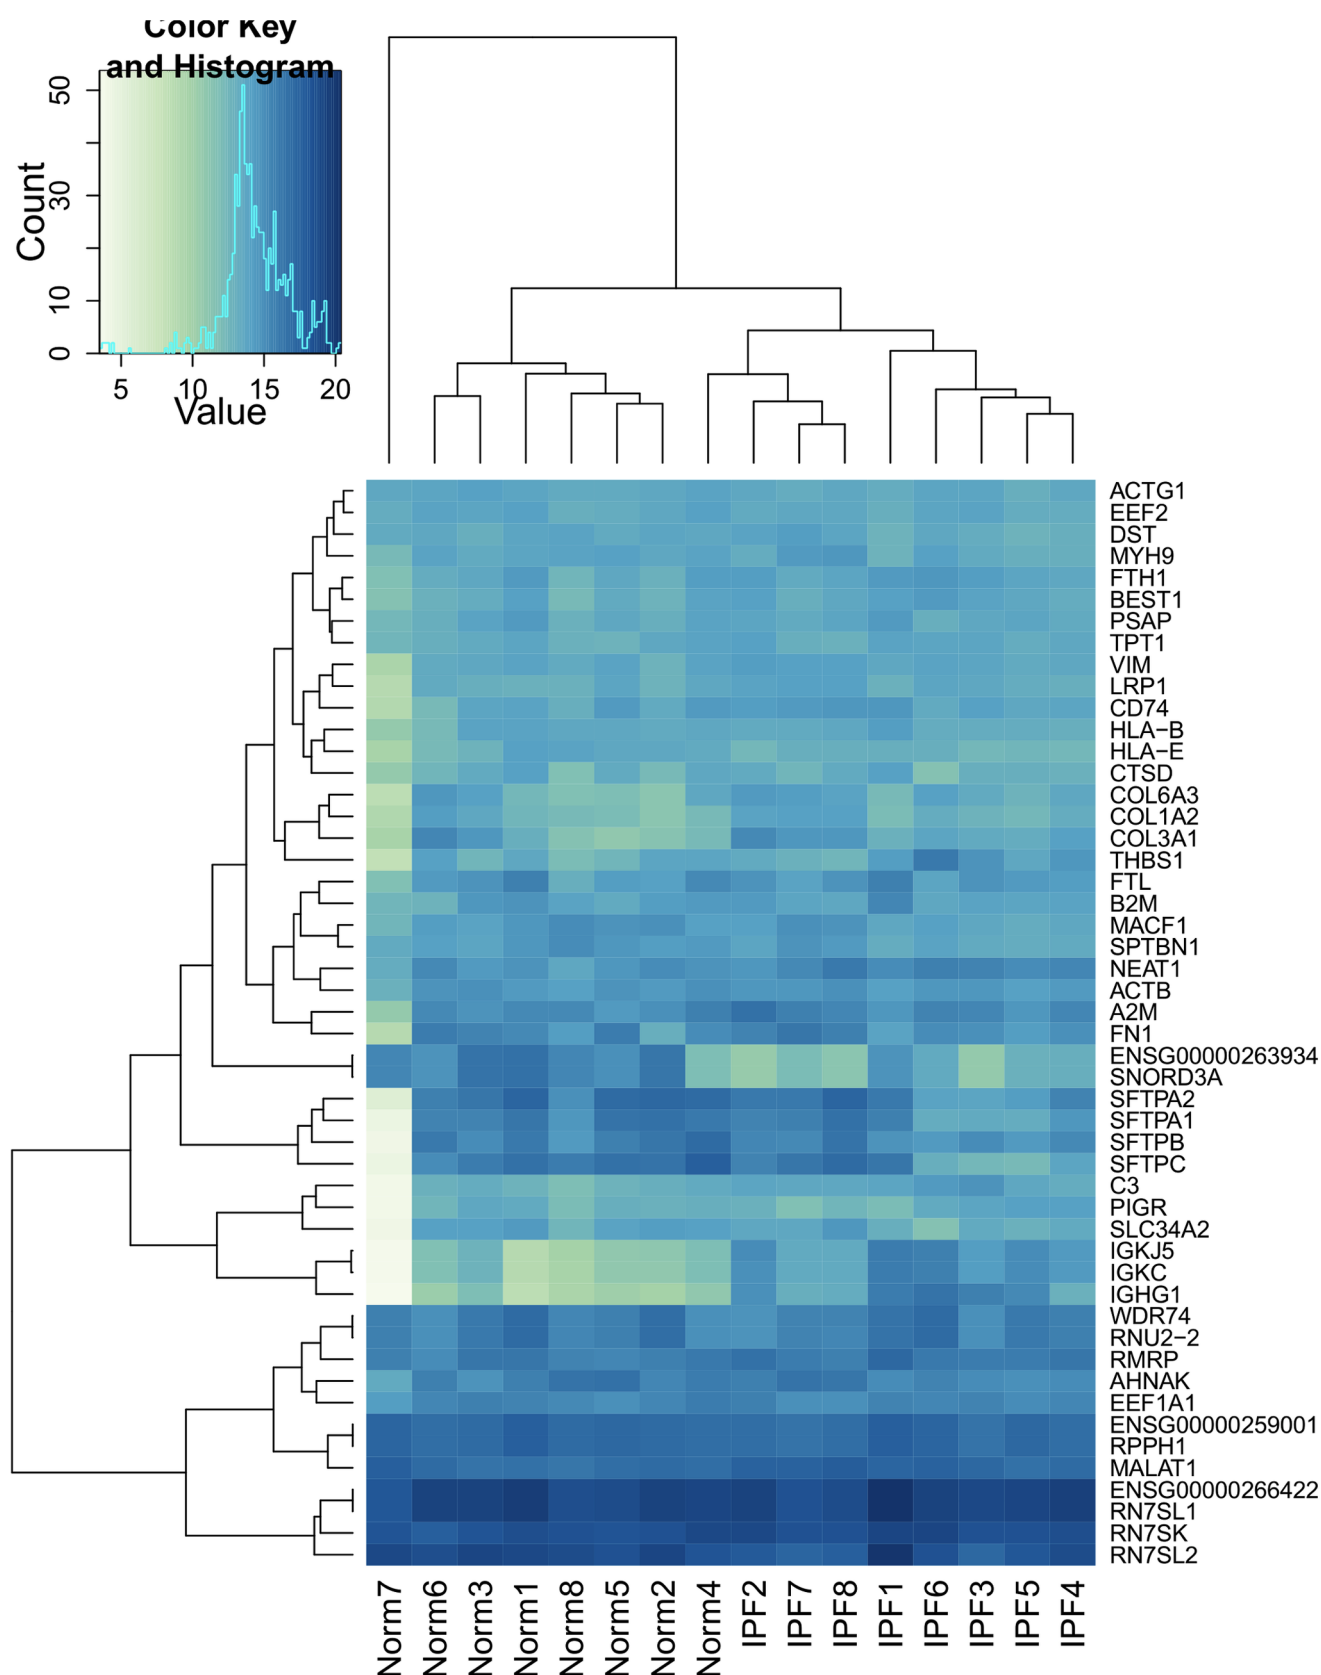 Color Key
and Histogram
Count
50
30
10
0
5 10 15 20
Value
ACTG1
EEF2
DST
MYH9
FTH1
BEST1
PSAP
TPT1
VIM
LRP1
CD74
HLA−B
HLA−E
CTSD
COL6A3
COL1A2
COL3A1
THBS1
FTL
B2M
MACF1
SPTBN1
NEAT1
ACTB
A2M
FN1
ENSG00000263934
SNORD3A
SFTPA2
SFTPA1
SFTPB
SFTPC
C3
PIGR
SLC34A2
IGKJ5
IGKC
IGHG1
WDR74
RNU2−2
RMRP
AHNAK
EEF1A1
ENSG00000259001
RPPH1
MALAT1
ENSG00000266422
RN7SL1
RN7SK
RN7SL2
Norm7 Norm6 Norm3 Norm1 Norm8 Norm5 Norm2 Norm4 IPF2 IPF7 IPF8 IPF1 IPF6 IPF3 IPF5 IPF4